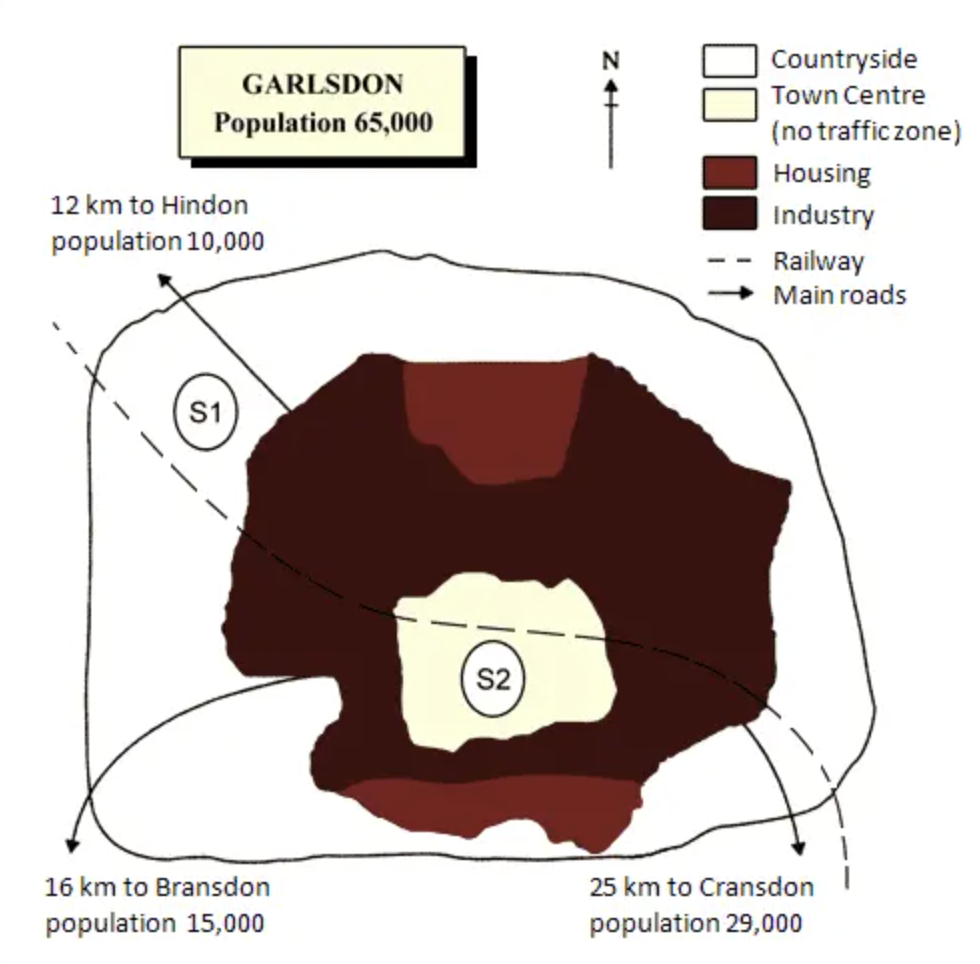 GARLSDON
Population 65,000
N
Countryside
Town Centre
(no traffic zone)
Housing
Industry
Railway
Main roads
12 km to Hindon
population 10,000
S1
S2
16 km to Bransdon
population 15,000
25 km to Cransdon
population 29,000